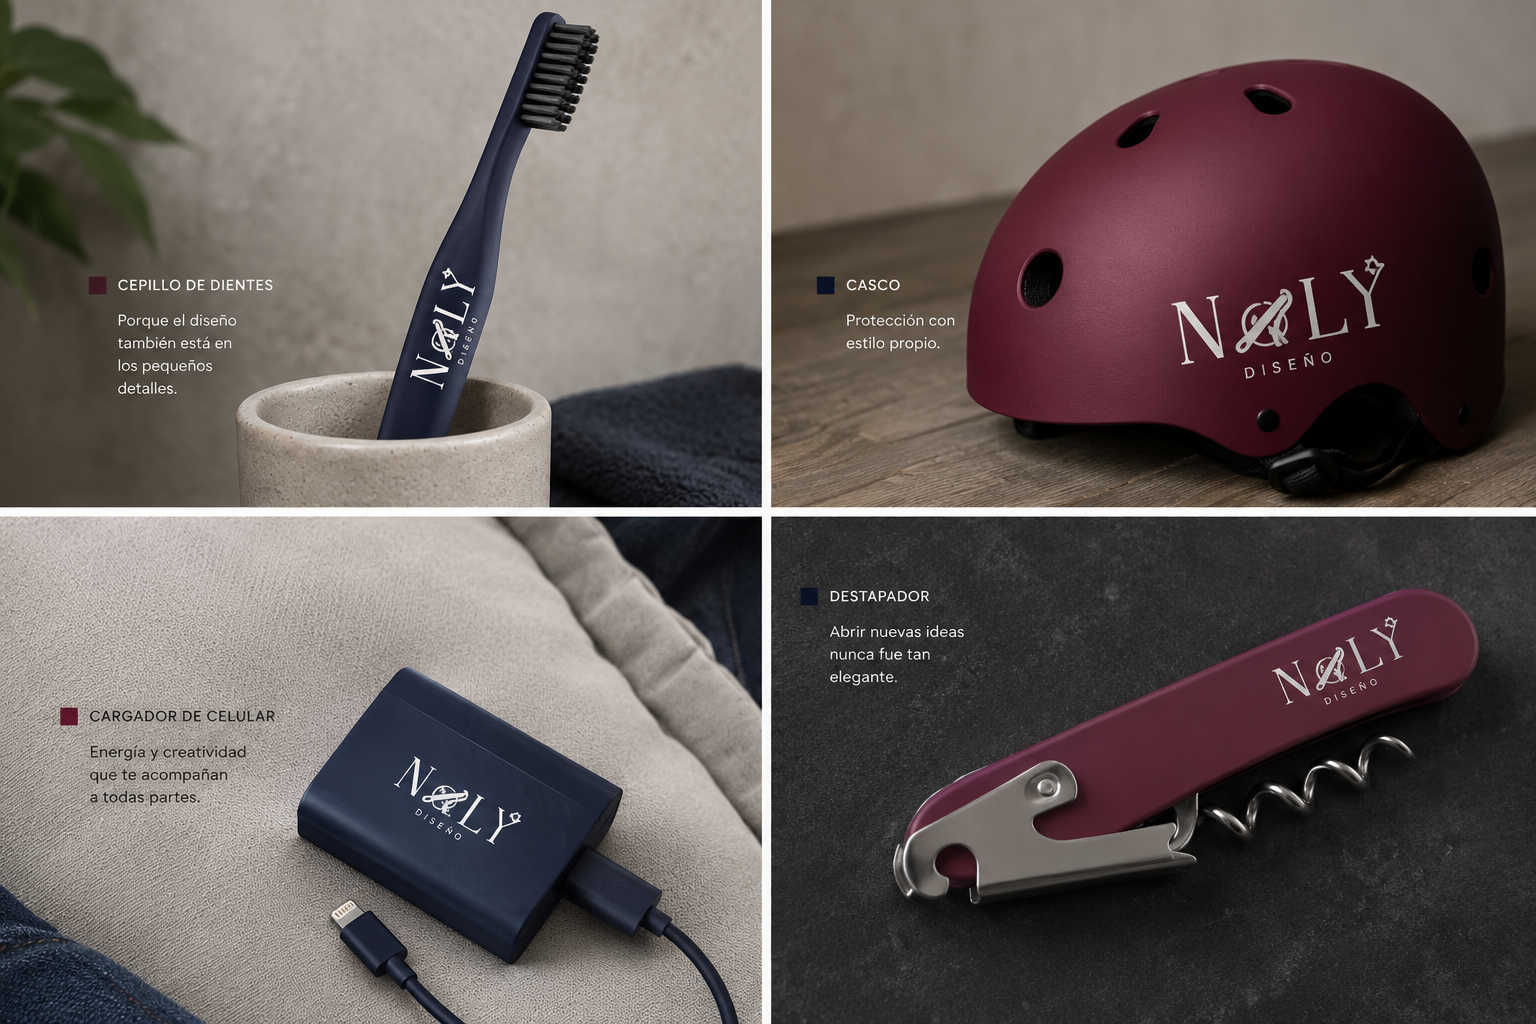 CEPILLO DE DIENTES
Porque el diseño
también está en
los pequeños
detalles.
NOLY
DISEÑO
CASCO
Protección con
estilo propio.
NOLY
DISEÑO
CARGADOR DE CELULAR
Energía y creatividad
que te acompañan
a todas partes.
NOLY
DISEÑO
DESTAPADOR
Abrir nuevas ideas
nunca fue tan
elegante.
NOLY
DISEÑO